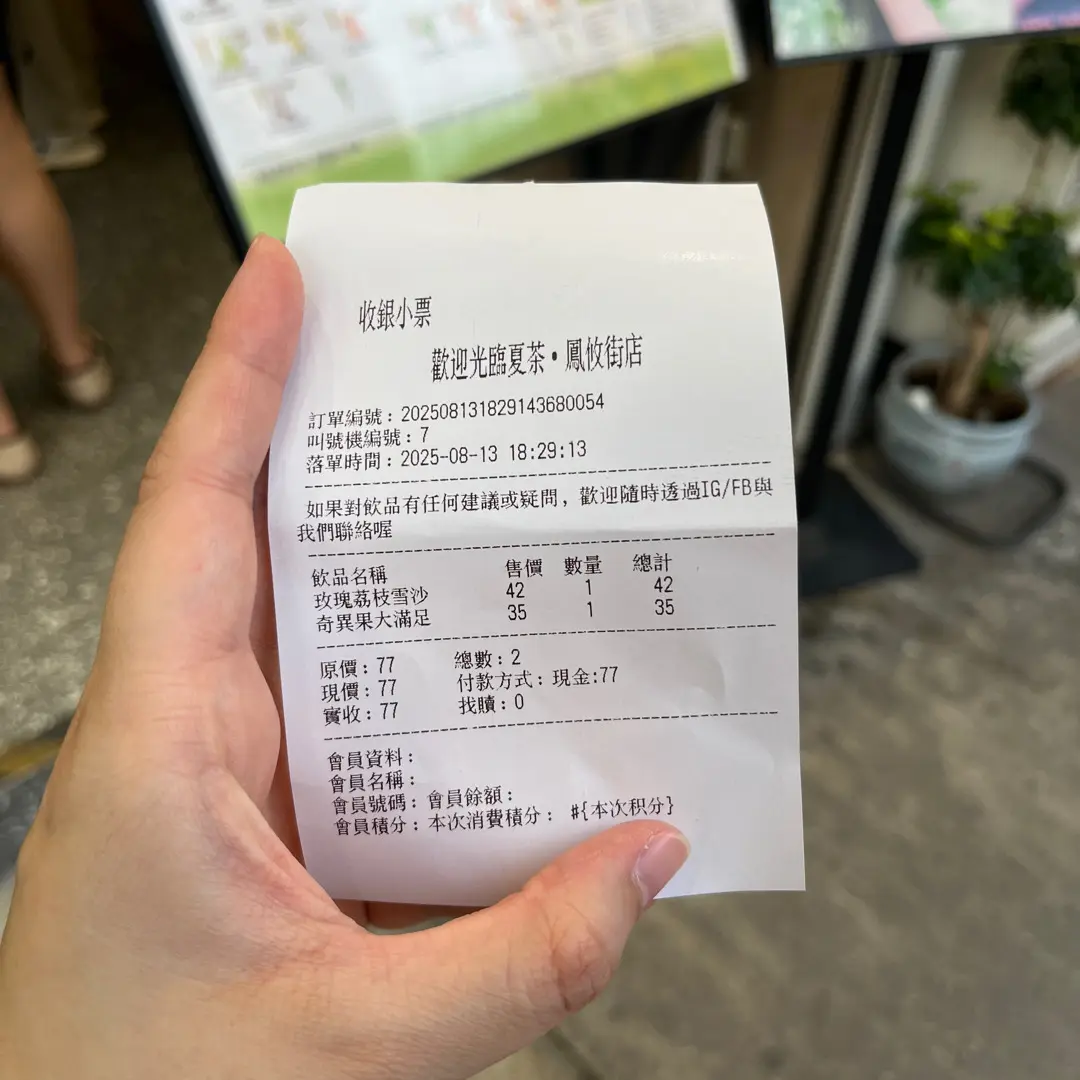 收銀小票
歡迎光臨夏茶•鳳攸街店
訂單編號：202508131829143680054
叫號機編號：7
落單時間：2025-08-13 18:29:13
如果對飲品有任何建議或疑問，歡迎隨時透過IG/FB與
我們聯絡喔
飲品名稱 售價 數量 總計
玫瑰荔枝雪沙 42 1 42
奇異果大滿足 35 1 35
原價：77 總數：2
現價：77 付款方式：現金:77
實收：77 找贖：0
會員資料：
會員名稱：
會員號碼：會員餘額：
會員積分：本次消費積分： #{本次积分}